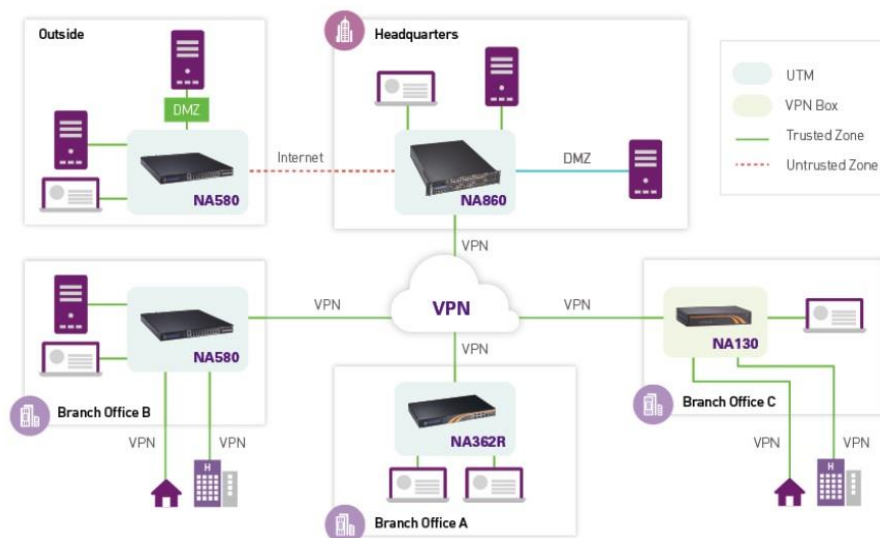 Outside
DMZ
NA580
Internet
Headquarters
NA860
DMZ
VPN
UTM
VPN Box
Trusted Zone
Untrusted Zone
NA580
Branch Office B
VPN
VPN
VPN
H
VPN
VPN
NA362R
Branch Office A
VPN
NA130
Branch Office C
VPN
VPN
H